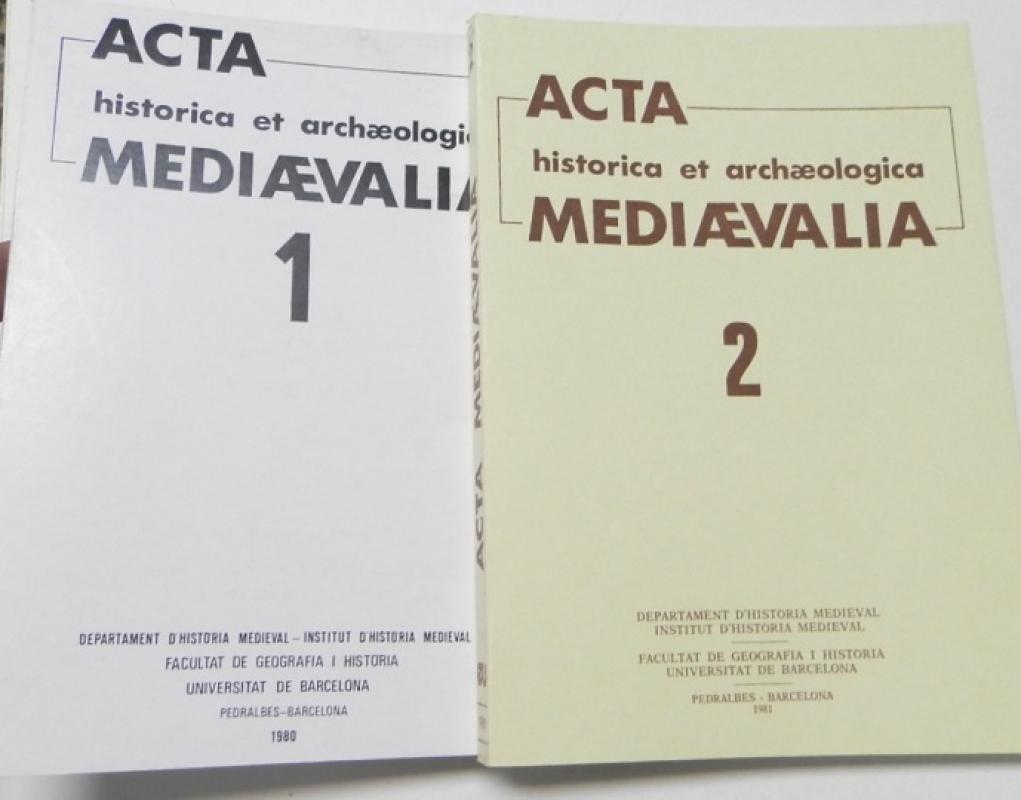 ACTA
historica et archæologic
MEDIÆVALIA
1
DEPARTAMENT D'HISTORIA MEDIEVAL – INSTITUT D'HISTORIA MEDIEVAL
FACULTAT DE GEOGRAFIA I HISTORIA
UNIVERSITAT DE BARCELONA
PEDRALBES–BARCELONA
1980
ACTA MEDIÆVALIA
ACTA
historica et archæologica
MEDIÆVALIA
2
DEPARTAMENT D'HISTORIA MEDIEVAL
INSTITUT D'HISTORIA MEDIEVAL
FACULTAT DE GEOGRAFIA I HISTORIA
UNIVERSITAT DE BARCELONA
PEDRALBES - BARCELONA
1981